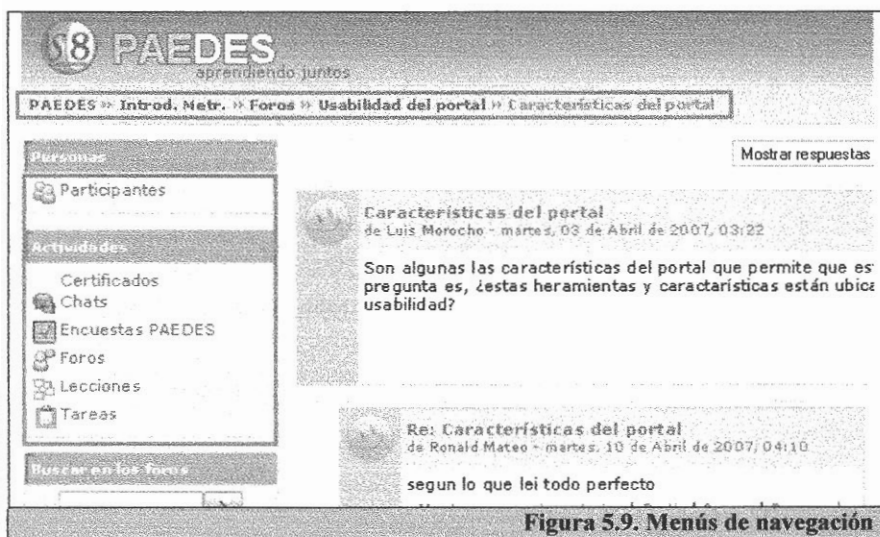 S8 PAEDES
aprendiendo juntos
PAEDES » Introd. Metr. » Foros » Usabilidad del portal » Características del portal
Personas
Participantes
Actividades
Certificados
Chats
Encuestas PAEDES
Foros
Lecciones
Tareas
Buscar en los foros
Mostrar respuestas
Características del portal
de Luis Morocho - martes, 03 de Abril de 2007, 03:22
Son algunas las características del portal que permite que es
pregunta es, ¿estas heramientas y caractarísticas están ubica
usabilidad?
Re: Características del portal
de Ronald Mateo - martes, 10 de Abril de 2007, 04:10
segun lo que lei todo perfecto
Figura 5.9. Menús de navegación